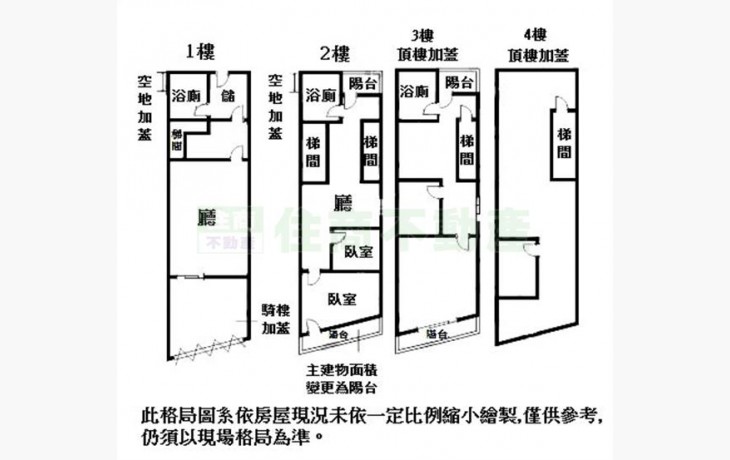 1樓
2樓
3樓
頂樓加蓋
4樓
頂樓加蓋
空地加蓋
浴廁
儲
梯間
廳
騎樓
加蓋
空地加蓋
浴廁
陽台
梯間
梯間
廳
臥室
臥室
陽台
主建物面積
變更為陽台
浴廁
陽台
梯間
陽台
梯間
住商不動產
不動產
此格局圖系依房屋現況未依一定比例縮小繪製,僅供參考,
仍須以現場格局為準。